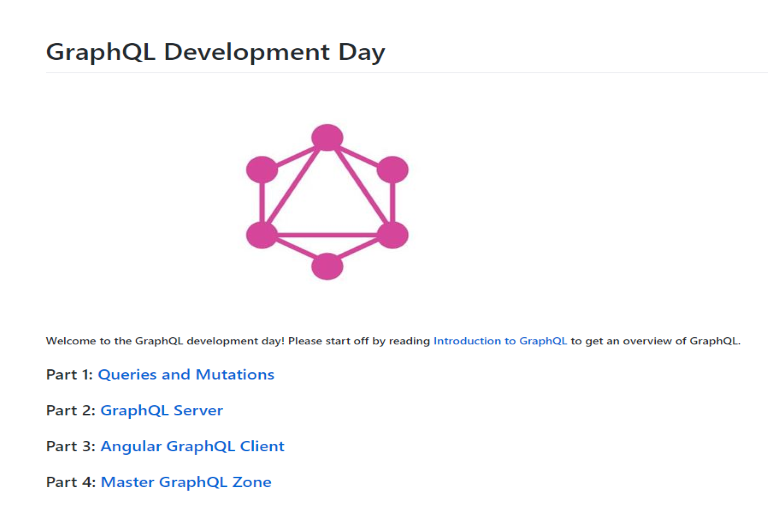 GraphQL Development Day
Welcome to the GraphQL development day! Please start off by reading Introduction to GraphQL to get an overview of GraphQL.
Part 1: Queries and Mutations
Part 2: GraphQL Server
Part 3: Angular GraphQL Client
Part 4: Master GraphQL Zone